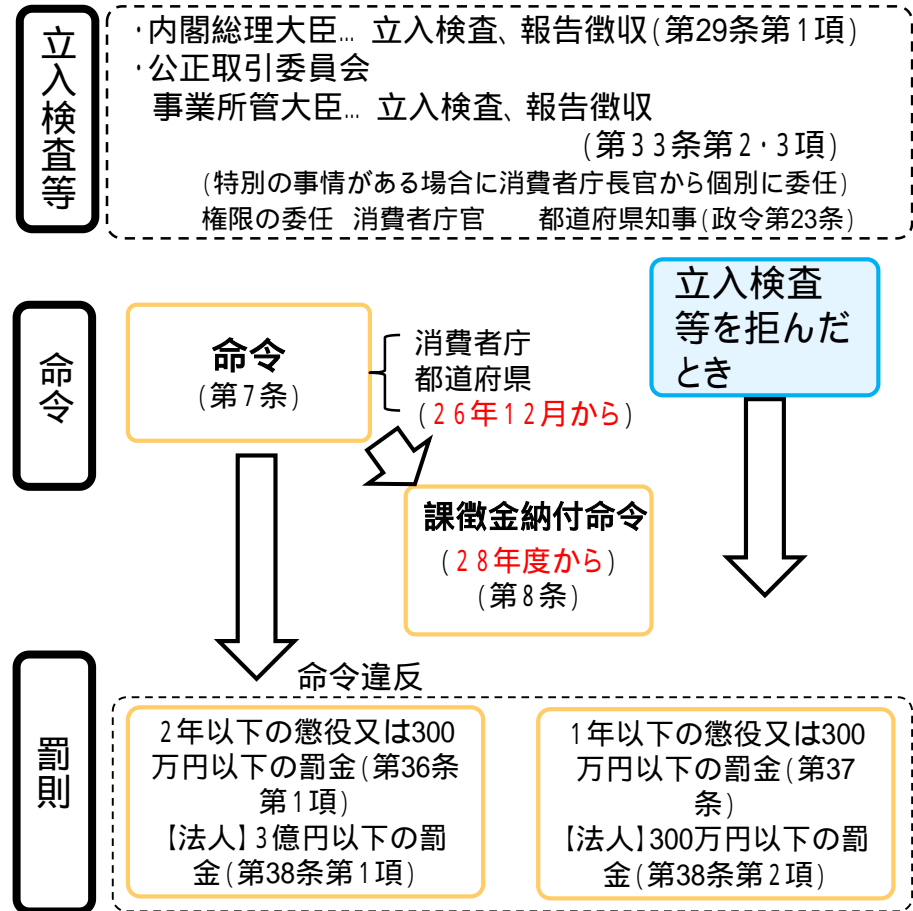 立入検査等
・内閣総理大臣… 立入検査、報告徴収(第29条第1項)
・公正取引委員会
事業所管大臣… 立入検査、報告徴収
(第33条第2・3項)
(特別の事情がある場合に消費者庁長官から個別に委任)
権限の委任 消費者庁官 都道府県知事(政令第23条)
命令
命令
(第7条)
消費者庁
都道府県
(26年12月から)
立入検査
等を拒んだ
とき
課徴金納付命令
(28年度から)
(第8条)
罰則
命令違反
2年以下の懲役又は300
万円以下の罰金(第36条
第1項)
【法人】3億円以下の罰
金(第38条第1項)
1年以下の懲役又は300
万円以下の罰金(第37
条)
【法人】300万円以下の罰
金(第38条第2項)